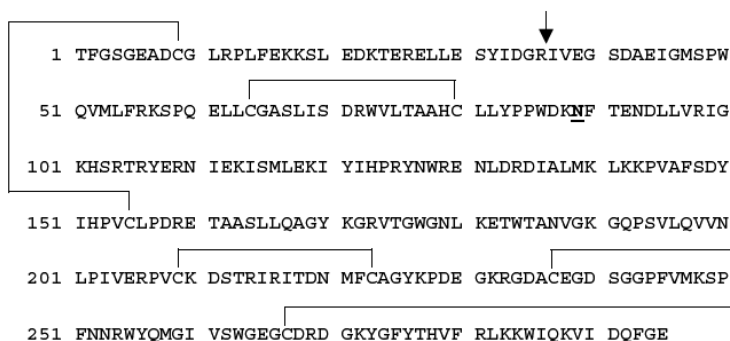 1 TFGSGEADCG LRPLFEKKSL EDKTERELLE SYIDGRIVEG SDAEIGMSPW
51 QVMLFRKSPQ ELLCGASLIS DRWVLTAAHC LLYPPWDKNF TENDLLVRIG
101 KHSRTRYERN IEKISMLEKI YIHPRYNWRE NLDRDIALMK LKKPVAFSDY
151 IHPVCLPDRE TAASLLQAGY KGRVTGWGNL KETWTANVGK GQPSVLQVVN
201 LPIVERPVCK DSTRIRITDN MFCAGYKPDE GKRGDACEGD SGGPFVMKSP
251 FNNRWYQMGI VSWGEGCDRD GKYGFYTHVF RLKKWIQKVI DQFGE